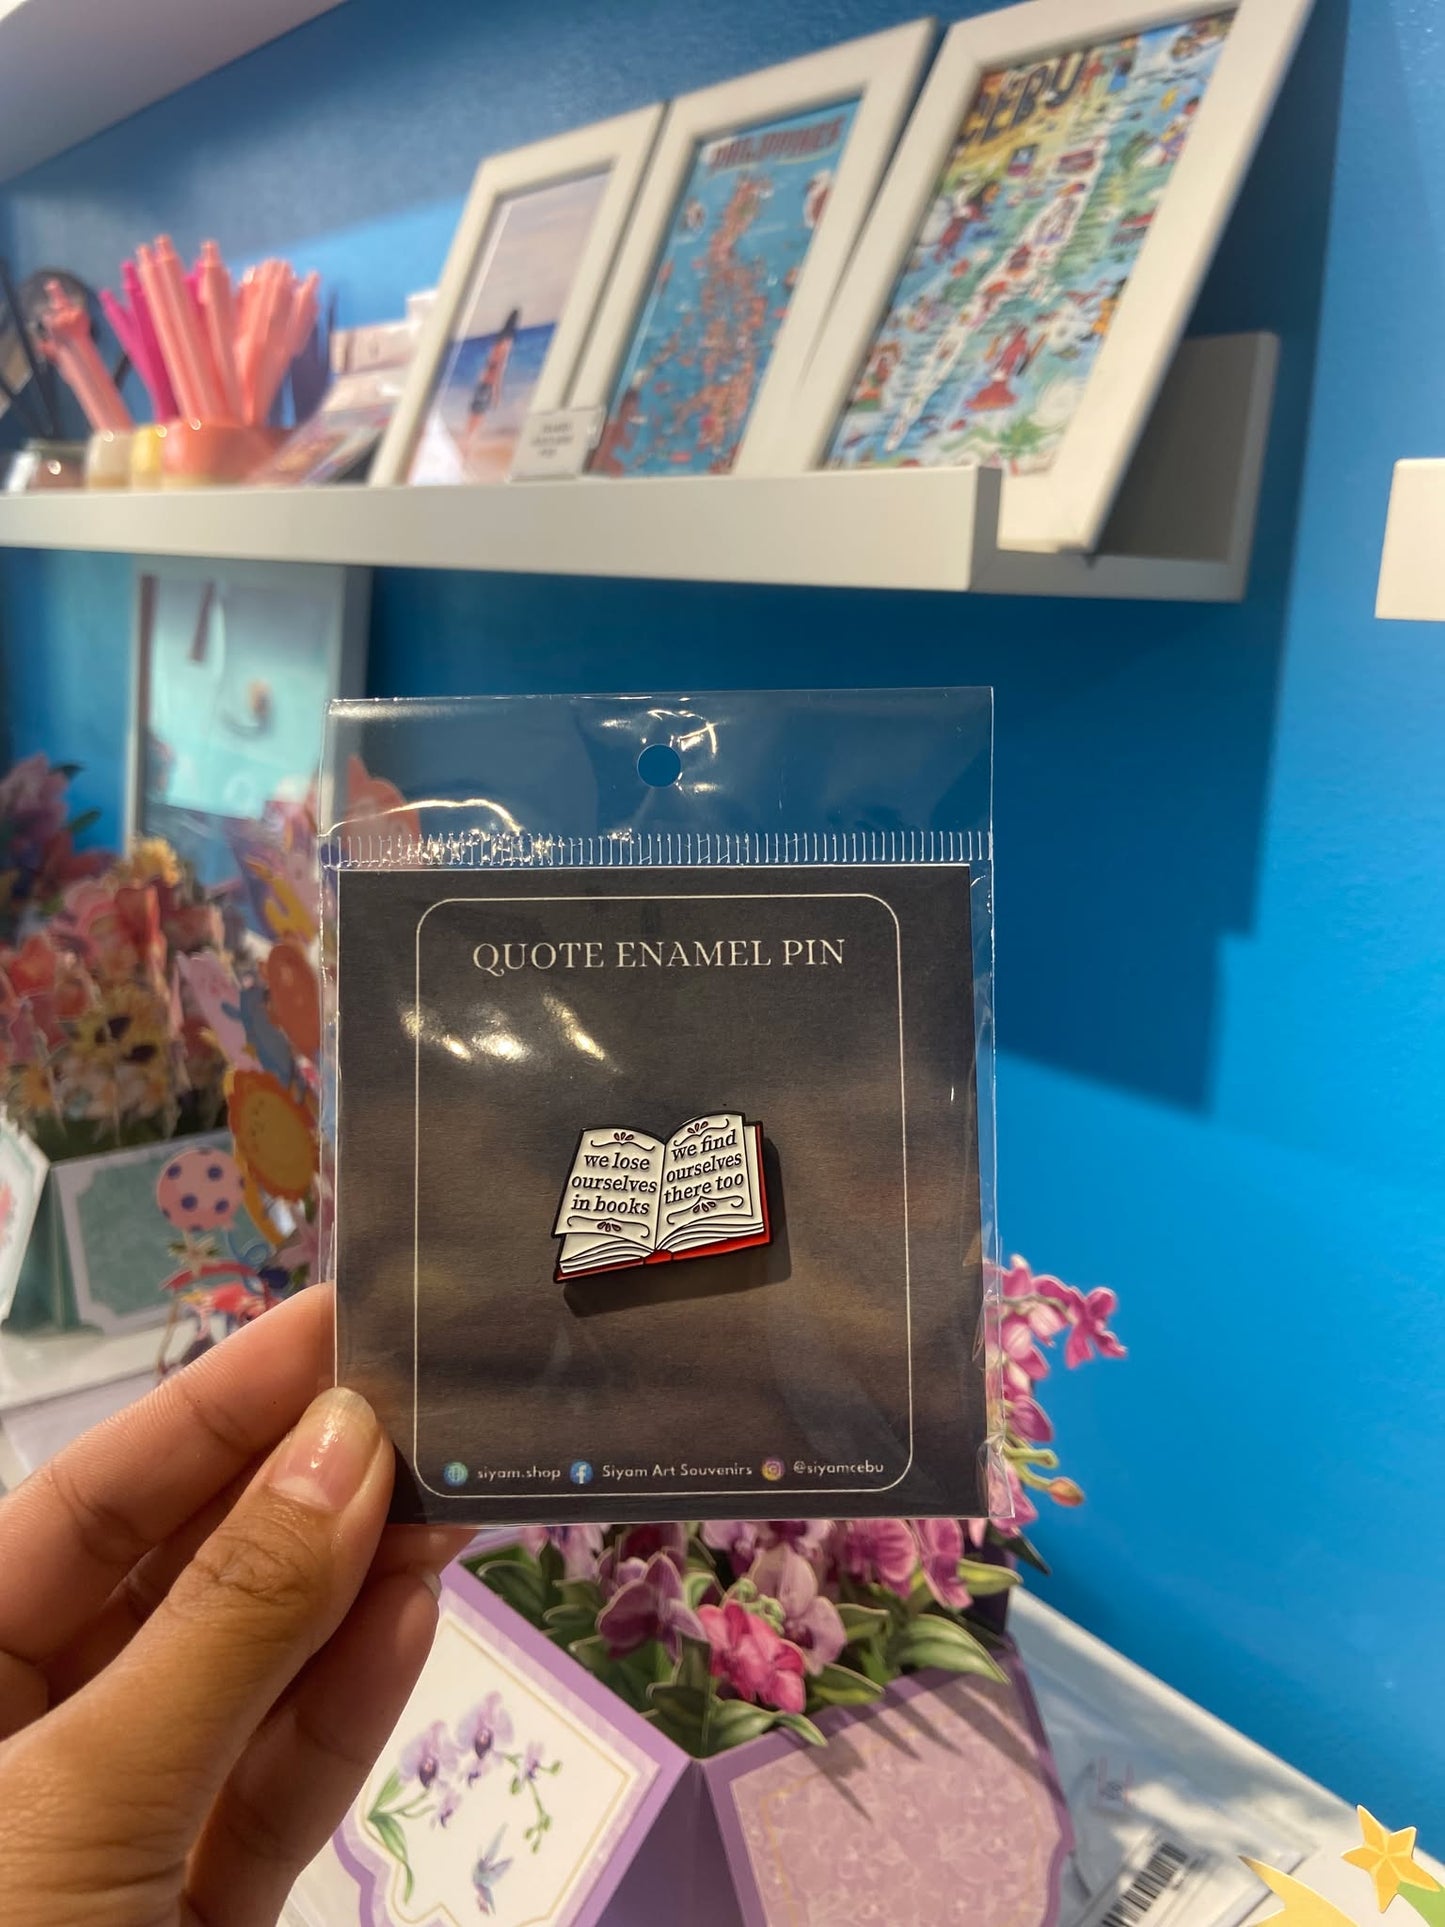 CEBU
PHILIPPINES
QUOTE ENAMEL PIN
we lose
ourselves
in books
we find
ourselves
there too
siyam.shop Siyam Art Souvenirs @siyamcebu